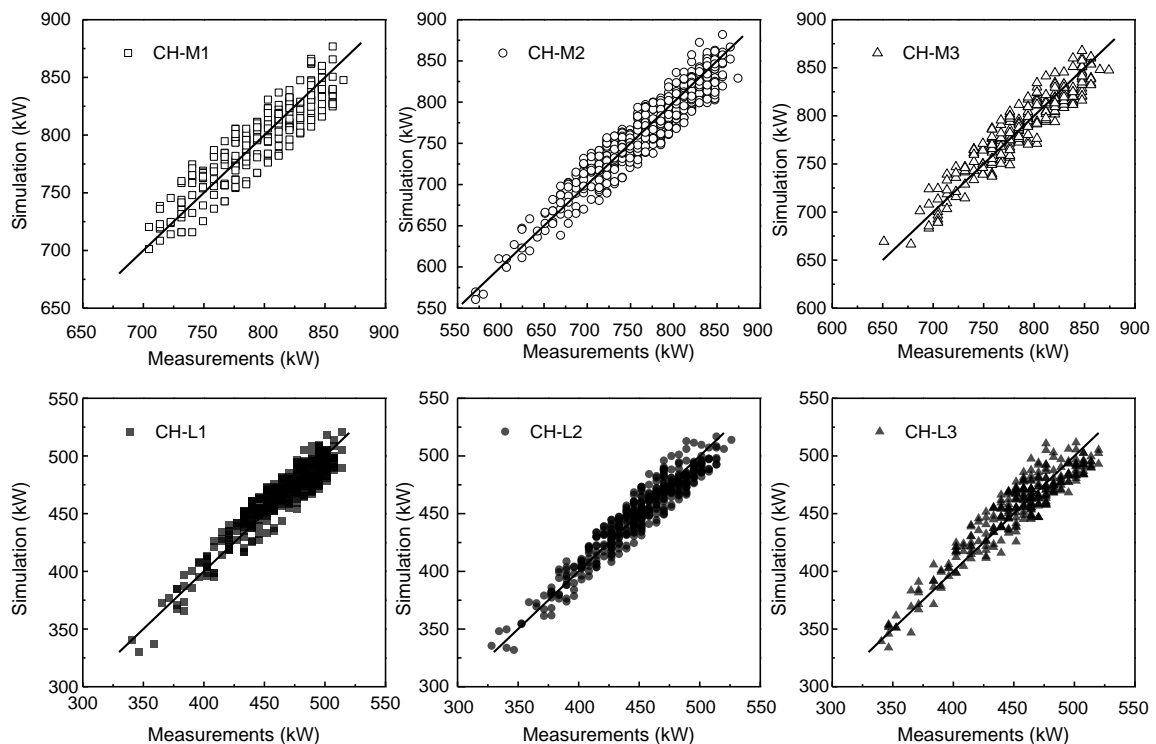 900
850
800
750
700
650
Simulation (kW)
CH-M1
650 700 750 800 850 900
Measurements (kW)
900
850
800
750
700
650
600
550
Simulation (kW)
CH-M2
550 600 650 700 750 800 850 900
Measurements (kW)
900
850
800
750
700
650
600
Simulation (kW)
CH-M3
600 650 700 750 800 850 900
Measurements (kW)
550
500
450
400
350
300
Simulation (kW)
CH-L1
300 350 400 450 500 550
Measurements (kW)
550
500
450
400
350
300
Simulation (kW)
CH-L2
300 350 400 450 500 550
Measurements (kW)
550
500
450
400
350
300
Simulation (kW)
CH-L3
300 350 400 450 500 550
Measurements (kW)